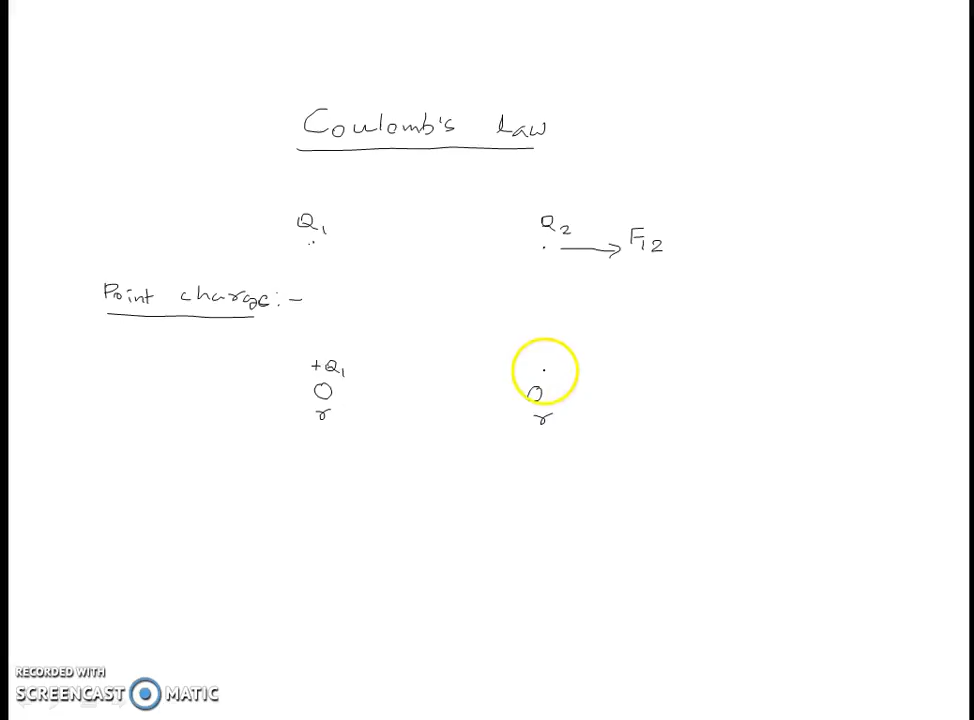 Coulomb's law
Q1 Q2 F12
Point charge:-
+Q1
r r
RECORDED WITH
SCREENCAST MATIC